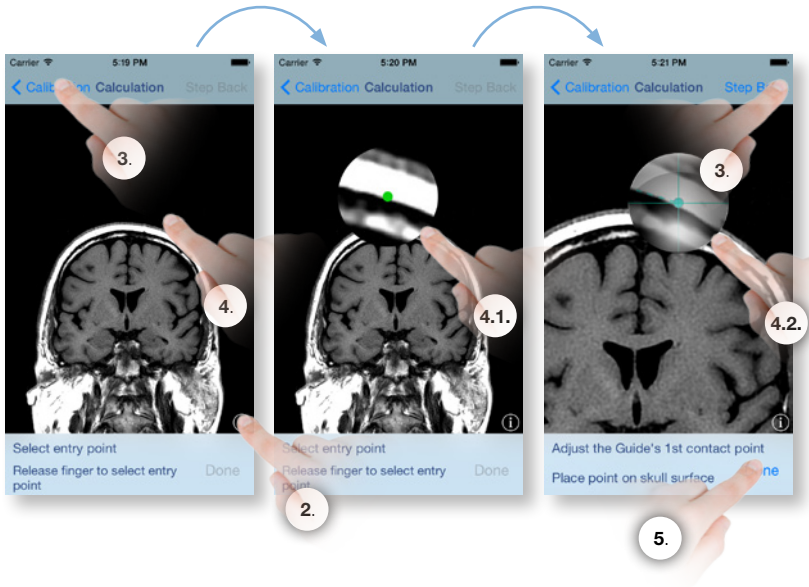 Carrier 5:19 PM
Calibration Calculation Step Back
3.
4.
Select entry point
Release finger to select entry point
Done
2.
Carrier 5:20 PM
Calibration Calculation Step Back
4.1.
i
Select entry point
Release finger to select entry point
Done
Carrier 5:21 PM
Calibration Calculation Step B
3.
4.2.
i
Adjust the Guide's 1st contact point
Place point on skull surface
ne
5.